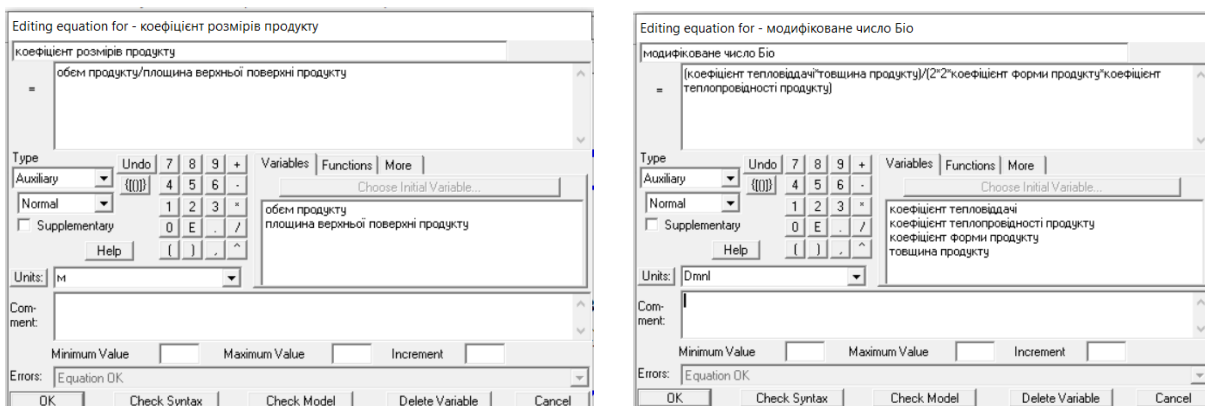 Editing equation for - коефіцієнт розмірів продукту
коефіцієнт розмірів продукту
=
обєм продукту/площина верхньої поверхні продукту
Type
Undo 7 8 9 +
Variables Functions More
Auxiliary
{[()]} 4 5 6 -
Choose Initial Variable...
Normal
1 2 3 *
обєм продукту
площина верхньої поверхні продукту
Supplementary
0 E . /
Help
( ) , ^
Units: м
Com-
ment:
Minimum Value Maximum Value Increment
Errors: Equation OK
OK Check Syntax Check Model Delete Variable Cancel
Editing equation for - модифіковане число Біо
модифіковане число Біо
=
(коефіцієнт тепловіддачі*товщина продукту)/(2*2*коефіцієнт форми продукту*коефіцієнт
теплопровідності продукту)
Type
Undo 7 8 9 +
Variables Functions More
Auxiliary
{[()]} 4 5 6 -
Choose Initial Variable...
Normal
1 2 3 *
коефіцієнт тепловіддачі
коефіцієнт теплопровідності продукту
коефіцієнт форми продукту
товщина продукту
Supplementary
0 E . /
Help
( ) , ^
Units: Dmnl
Com-
ment:
Minimum Value Maximum Value Increment
Errors: Equation OK
OK Check Syntax Check Model Delete Variable Cancel